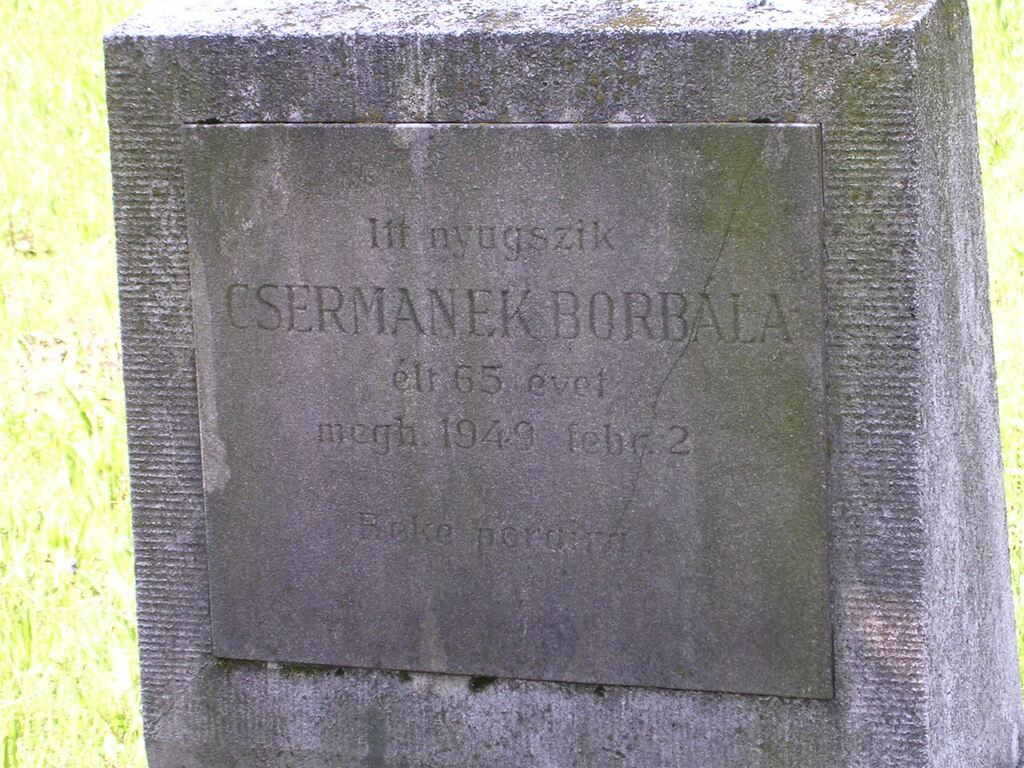 Itt nyugszik
CSERMANEK BORBÁLA
élt 65 évet
megh. 1949 febr. 2
Béke poraira!